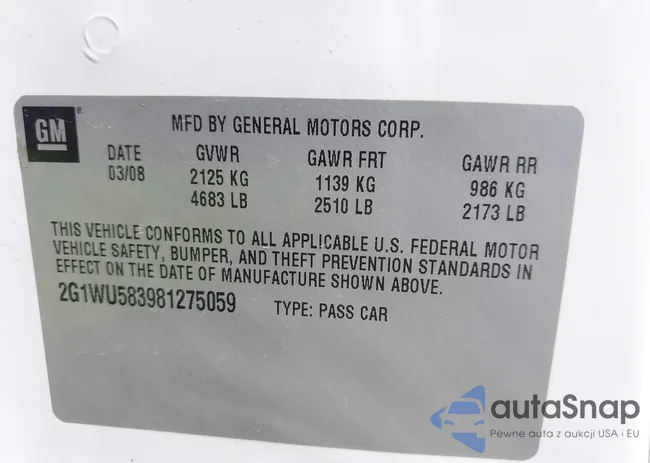 GM ®
MFD BY GENERAL MOTORS CORP.
DATE GVWR GAWR FRT GAWR RR
03/08 2125 KG 1139 KG 986 KG
4683 LB 2510 LB 2173 LB
THIS VEHICLE CONFORMS TO ALL APPLICABLE U.S. FEDERAL MOTOR
VEHICLE SAFETY, BUMPER, AND THEFT PREVENTION STANDARDS IN
EFFECT ON THE DATE OF MANUFACTURE SHOWN ABOVE.
2G1WU583981275059 TYPE: PASS CAR
autaSnap
Pewne auta z aukcji USA i EU